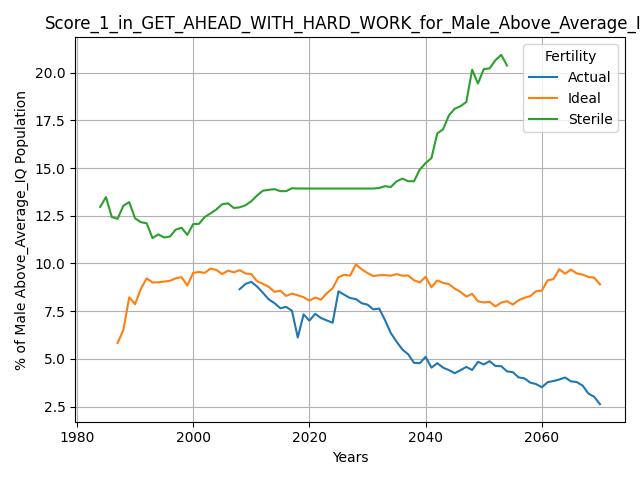 Score_1_in_GET_AHEAD_WITH_HARD_WORK_for_Male_Above_Average_I
% of Male Above_Average_IQ Population
20.0
17.5
15.0
12.5
10.0
7.5
5.0
2.5
Fertility
Actual
Ideal
Sterile
1980
2000
2020
2040
2060
Years